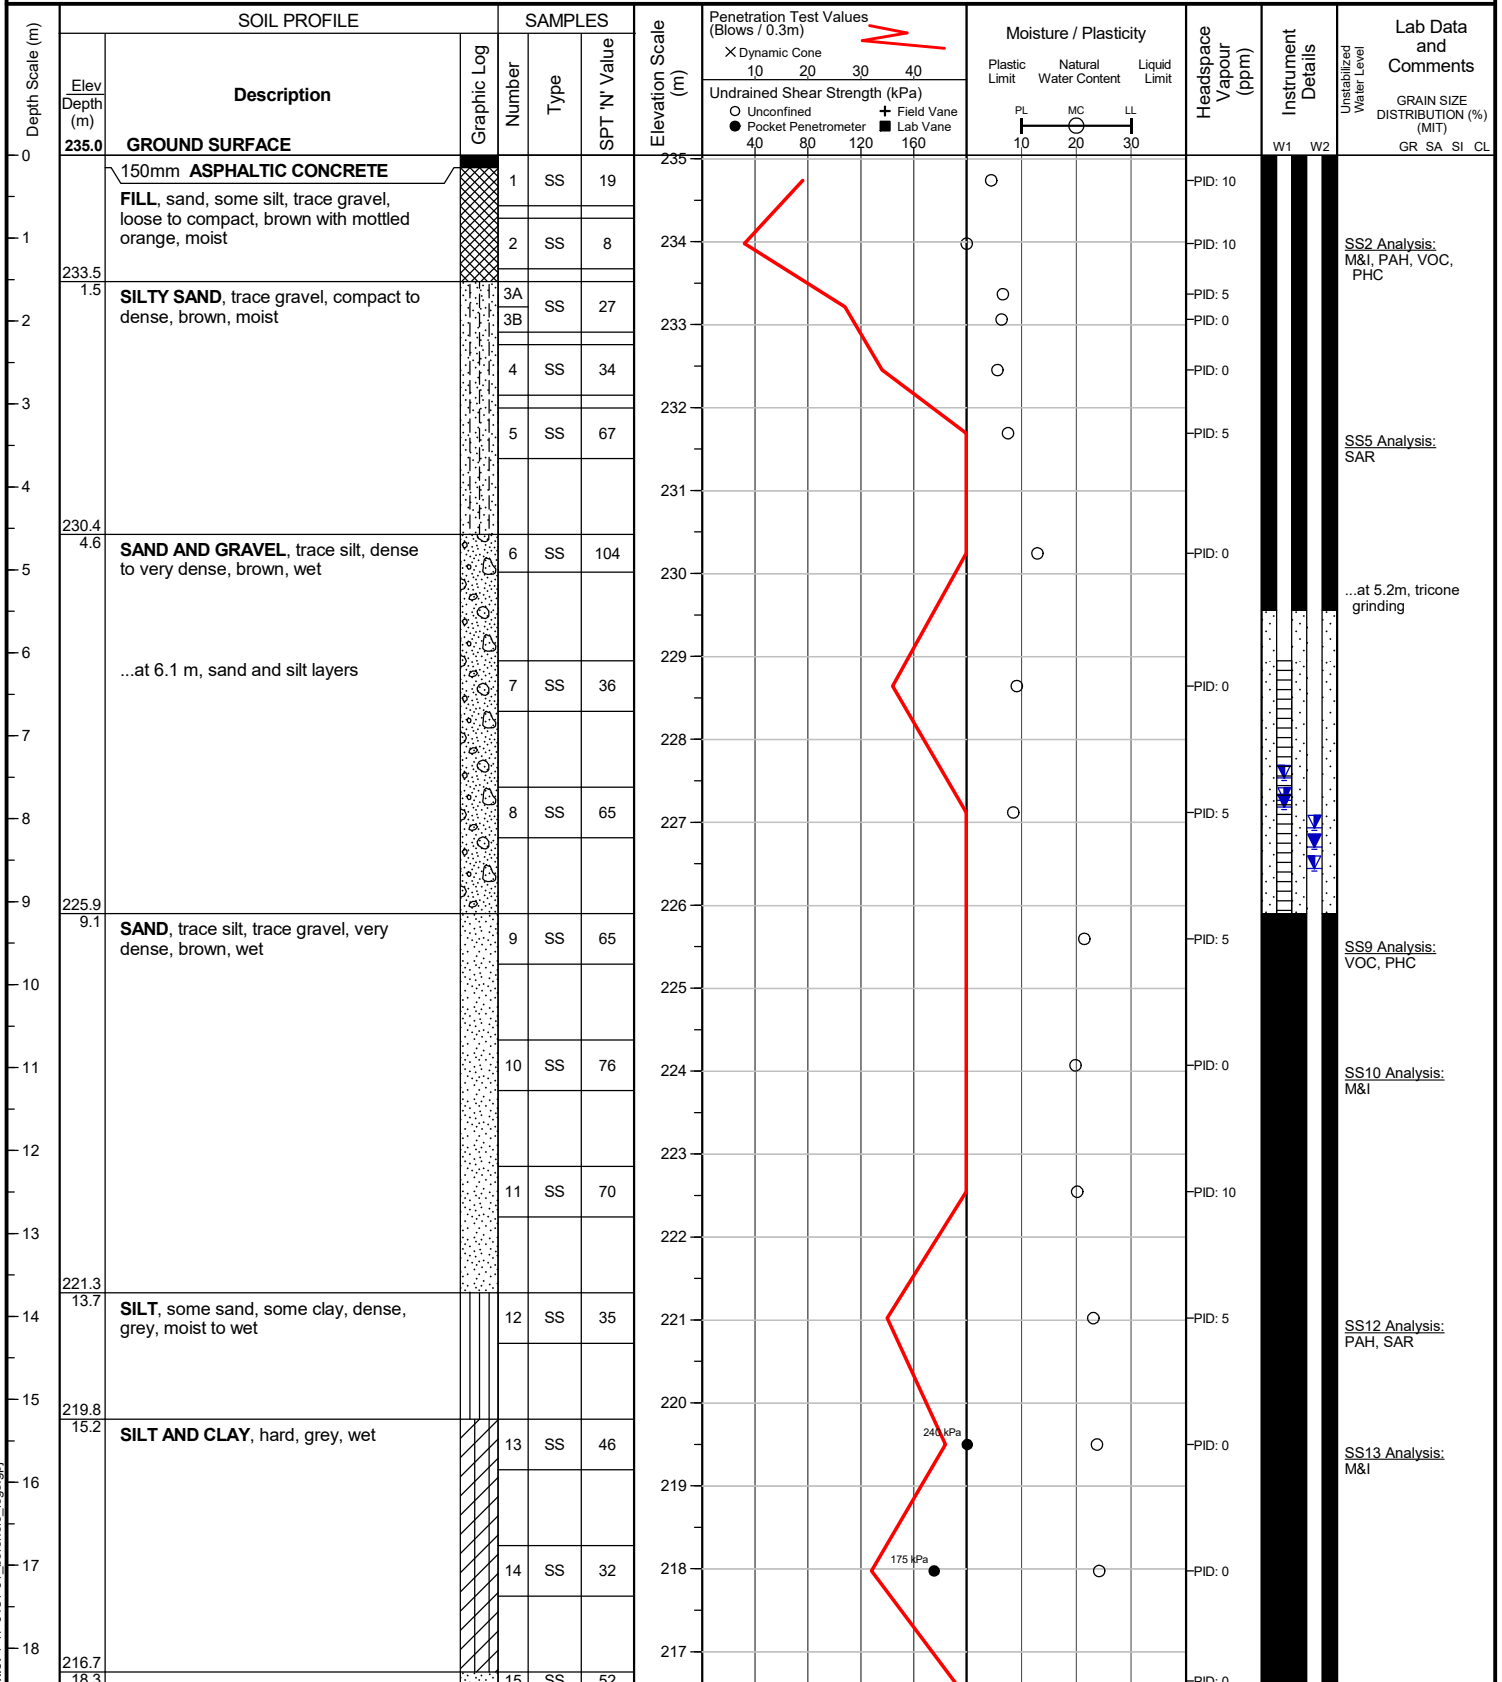 SOIL PROFILE
SAMPLES
Depth Scale (m)
Elev
Depth
(m)
Description
Graphic Log
Number
Type
SPT 'N' Value
Elevation Scale
(m)
Penetration Test Values
(Blows / 0.3m)
× Dynamic Cone
10 20 30 40
Undrained Shear Strength (kPa)
Unconfined + Field Vane
Pocket Penetrometer Lab Vane
40 80 120 160
Moisture / Plasticity
Plastic Limit
Natural Water Content
Liquid Limit
PL MC LL
10 20 30
Headspace
Vapour
(ppm)
Instrument
Details
W1 W2
Unstabilized
Water Level
Lab Data
and
Comments
GRAIN SIZE
DISTRIBUTION (%)
(MIT)
GR SA SI CL
235.0 GROUND SURFACE
0
235
150mm ASPHALTIC CONCRETE
1 SS 19
PID: 10
FILL, sand, some silt, trace gravel,
loose to compact, brown with mottled
orange, moist
1
234
2 SS 8
PID: 10
SS2 Analysis:
M&I, PAH, VOC,
PHC
233.5
1.5
SILTY SAND, trace gravel, compact to
dense, brown, moist
3A
3B
SS 27
PID: 5
PID: 0
2
233
4 SS 34
PID: 0
3
232
5 SS 67
PID: 5
SS5 Analysis:
SAR
4
231
230.4
4.6
SAND AND GRAVEL, trace silt, dense
to very dense, brown, wet
6 SS 104
PID: 0
5
230
...at 5.2m, tricone
grinding
6
229
...at 6.1 m, sand and silt layers
7 SS 36
PID: 0
7
228
8 SS 65
PID: 5
8
227
9
226
225.9
9.1
SAND, trace silt, trace gravel, very
dense, brown, wet
9 SS 65
PID: 5
SS9 Analysis:
VOC, PHC
10
225
11
224
10 SS 76
PID: 0
SS10 Analysis:
M&I
12
223
11 SS 70
PID: 10
13
222
221.3
13.7
SILT, some sand, some clay, dense,
grey, moist to wet
14
221
12 SS 35
PID: 5
SS12 Analysis:
PAH, SAR
15
220
219.8
15.2
SILT AND CLAY, hard, grey, wet
13 SS 46
240 kPa
PID: 0
SS13 Analysis:
M&I
16
219
17
218
14 SS 32
175 kPa
PID: 0
18
217
216.7
18.3
15 SS 52
PID: 0